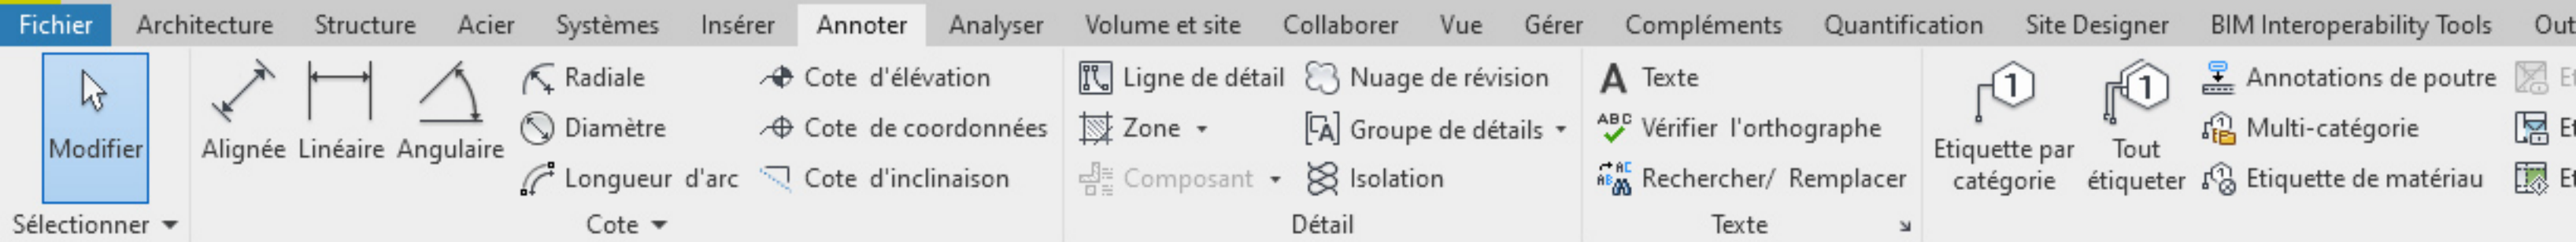 Fichier Architecture Structure Acier Systèmes Insérer Annoter Analyser Volume et site Collaborer Vue Gérer Compléments Quantification Site Designer BIM Interoperability Tools
Modifier
Sélectionner
Alignée Linéaire Angulaire
Radiale
Diamètre
Longueur d'arc
Cote d'élévation
Cote de coordonnées
Cote d'inclinaison
Cote
Ligne de détail
Zone
Composant
Nuage de révision
Groupe de détails
Isolation
Détail
A Texte
ABC Vérifier l'orthographe
Rechercher/ Remplacer
Texte
1
Etiquette par
catégorie
1
Tout
étiqueter
Annotations de poutre
Multi-catégorie
Etiquette de matériau